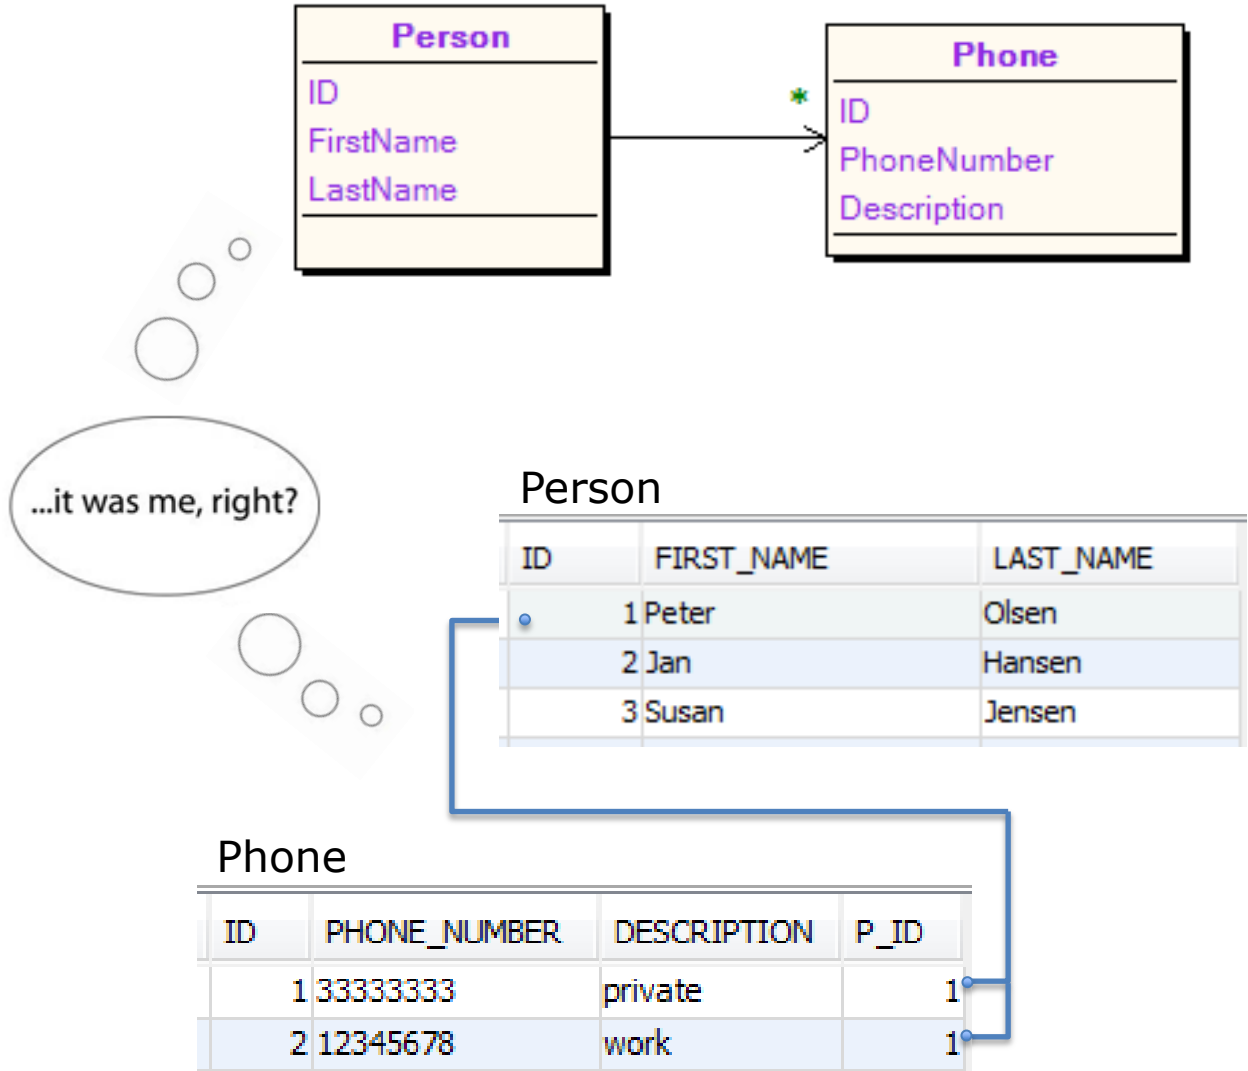 Person
ID
FirstName
LastName
*
Phone
ID
PhoneNumber
Description
...it was me, right?
Person
ID FIRST_NAME LAST_NAME
1 Peter Olsen
2 Jan Hansen
3 Susan Jensen
Phone
ID PHONE_NUMBER DESCRIPTION P_ID
1 33333333 private 1
2 12345678 work 1